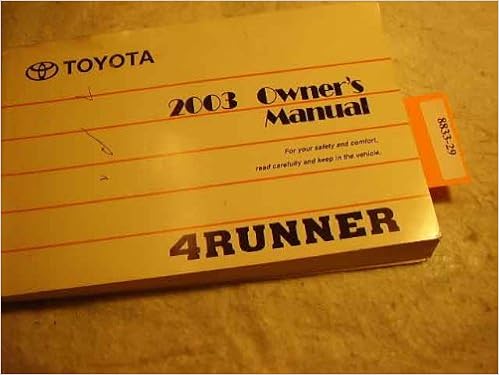 TOYOTA
2003 Owner's
Manual
For your safety and comfort,
read carefully and keep in the vehicle.
4RUNNER
8833-29